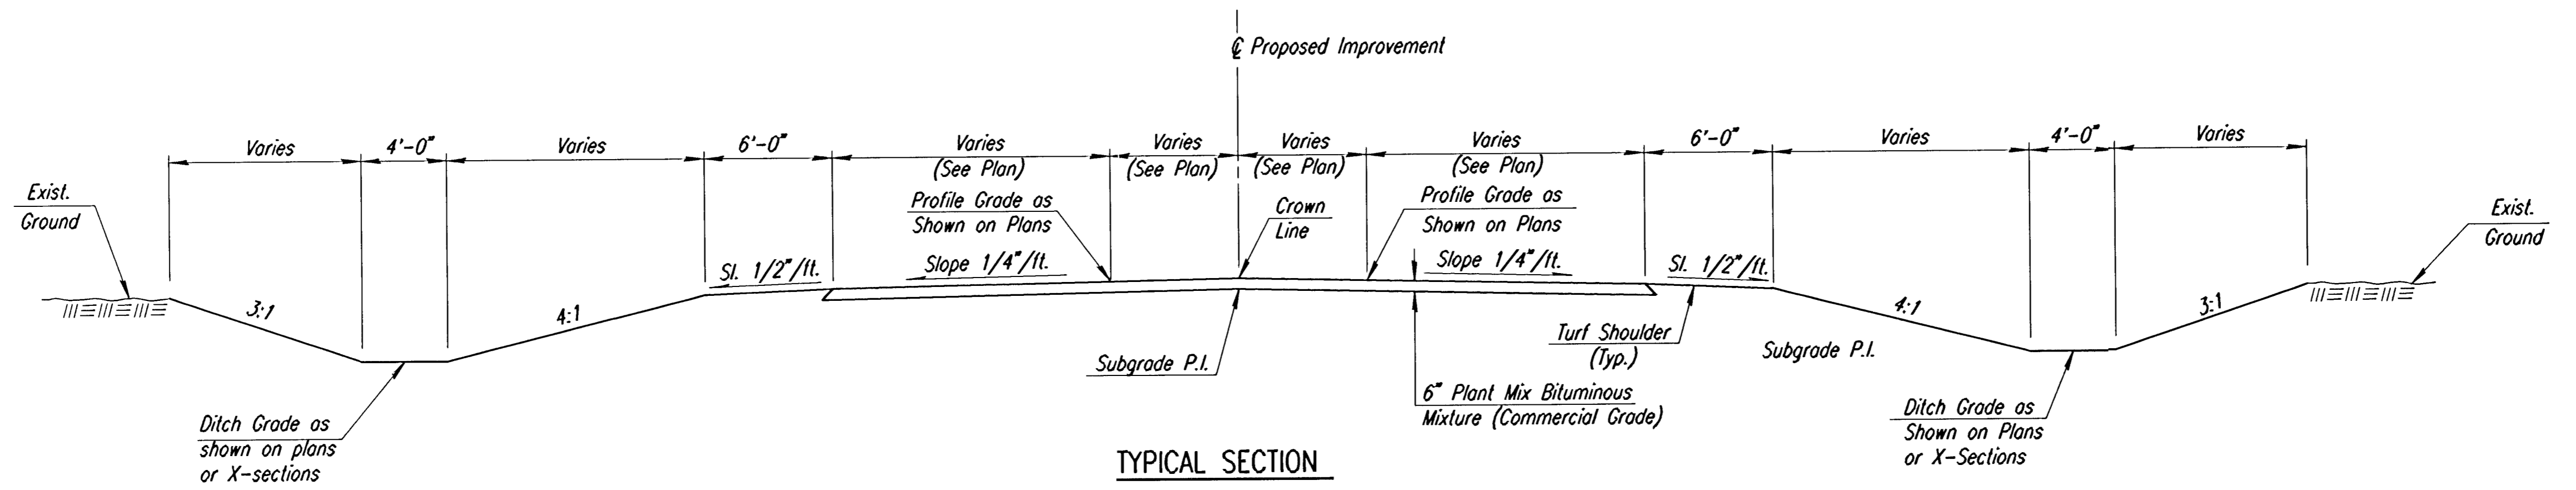 ℄ Proposed Improvement
Varies
4'-0"
Varies
6'-0"
Varies
(See Plan)
Varies
(See Plan)
Varies
(See Plan)
Varies
(See Plan)
6'-0"
Varies
4'-0"
Varies
Exist.
Ground
Profile Grade as
Shown on Plans
Crown
Line
Profile Grade as
Shown on Plans
Exist.
Ground
Sl. 1/2"/ft.
Slope 1/4"/ft.
Slope 1/4"/ft.
Sl. 1/2"/ft.
3:1
4:1
4:1
3:1
Subgrade P.I.
Turf Shoulder
(Typ.)
Subgrade P.I.
6" Plant Mix Bituminous
Mixture (Commercial Grade)
Ditch Grade as
shown on plans
or X-sections
Ditch Grade as
Shown on Plans
or X-Sections
TYPICAL SECTION